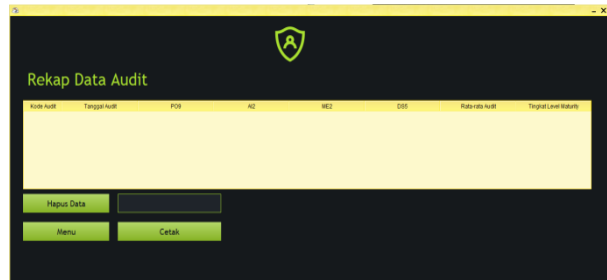 Rekap Data Audit
Kode Audit Tanggal Audit PO9 AI2 ME2 DS5 Rata-rata Audit Tingkat Level Maturity
Hapus Data
Menu Cetak